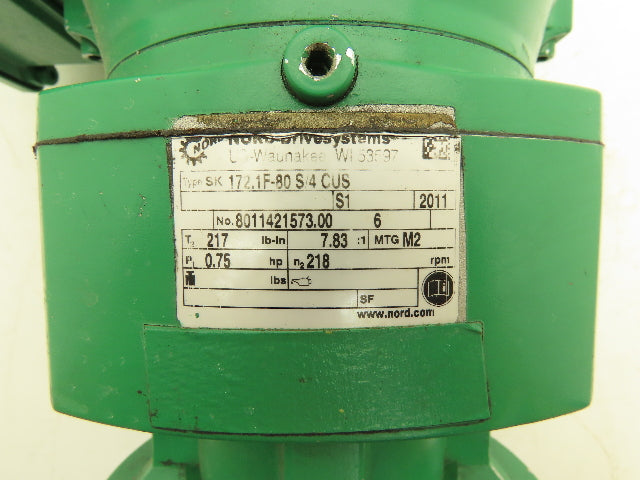 NORD NORD Drivesystems
US-Waunakee, WI 53597
Type SK 172.1F-80 S/4 CUS
S1 2011
No. 8011421573.00 6
T2 217 lb-in 7.83 :1 MTG M2
P1 0.75 hp n2 218 rpm
lbs
SF
www.nord.com